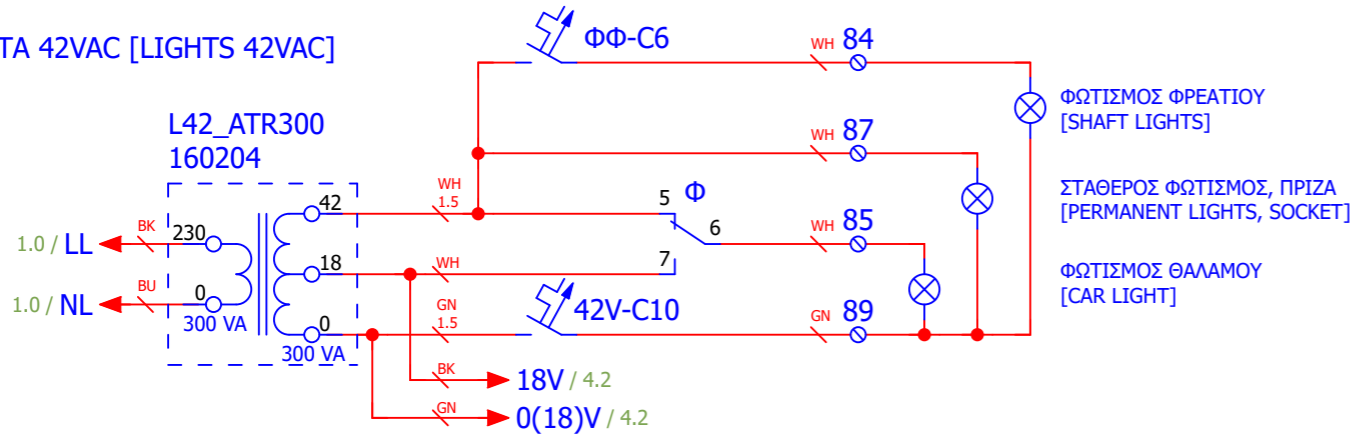 ΤΑ 42VAC [LIGHTS 42VAC]
ΦΦ-C6
WH 84
ΦΩΤΙΣΜΟΣ ΦΡΕΑΤΙΟΥ
[SHAFT LIGHTS]
L42_ATR300
160204
WH 87
WH
1.5
42
5
Φ
ΣΤΑΘΕΡΟΣ ΦΩΤΙΣΜΟΣ, ΠΡΙΖΑ
[PERMANENT LIGHTS, SOCKET]
1.0 / LL
BK
230
6
WH 85
18
WH
7
ΦΩΤΙΣΜΟΣ ΘΑΛΑΜΟΥ
[CAR LIGHT]
1.0 / NL
BU
0
300 VA
GN
1.5
42V-C10
GN 89
0
300 VA
BK
18V / 4.2
GN
0(18)V / 4.2